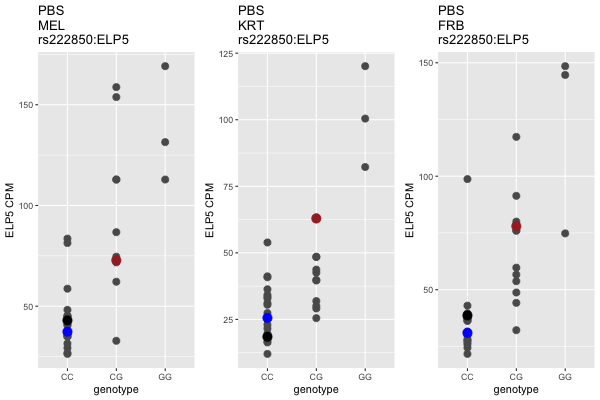 PBS
MEL
rs222850:ELP5
150
100
50
ELP5 CPM
CC
CG
GG
genotype
PBS
KRT
rs222850:ELP5
125
100
75
50
25
ELP5 CPM
CC
CG
GG
genotype
PBS
FRB
rs222850:ELP5
150
100
50
ELP5 CPM
CC
CG
GG
genotype